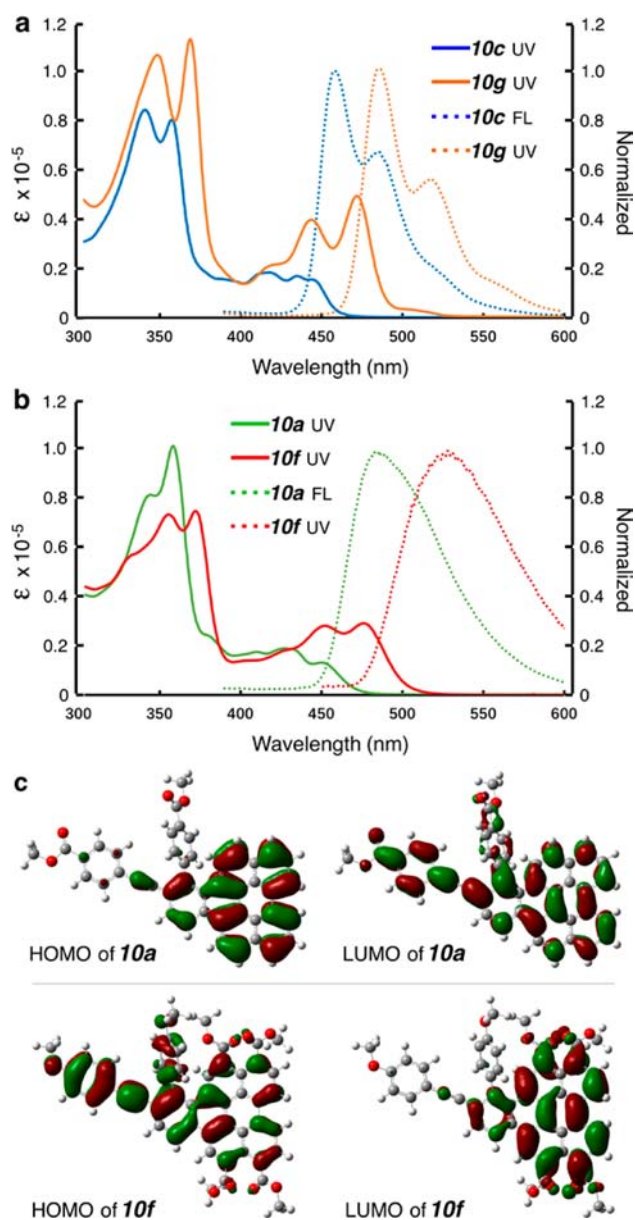 a
1.2
1.0
0.8
0.6
0.4
0.2
0
ε x 10-5
10c UV
10g UV
10c FL
10g UV
1.2
1.0
0.8
0.6
0.4
0.2
0
Normalized
300 350 400 450 500 550 600
Wavelength (nm)
b
1.2
1.0
0.8
0.6
0.4
0.2
0
ε x 10-5
10a UV
10f UV
10a FL
10f UV
1.2
1.0
0.8
0.6
0.4
0.2
0
Normalized
300 350 400 450 500 550 600
Wavelength (nm)
c
HOMO of 10a LUMO of 10a
HOMO of 10f LUMO of 10f